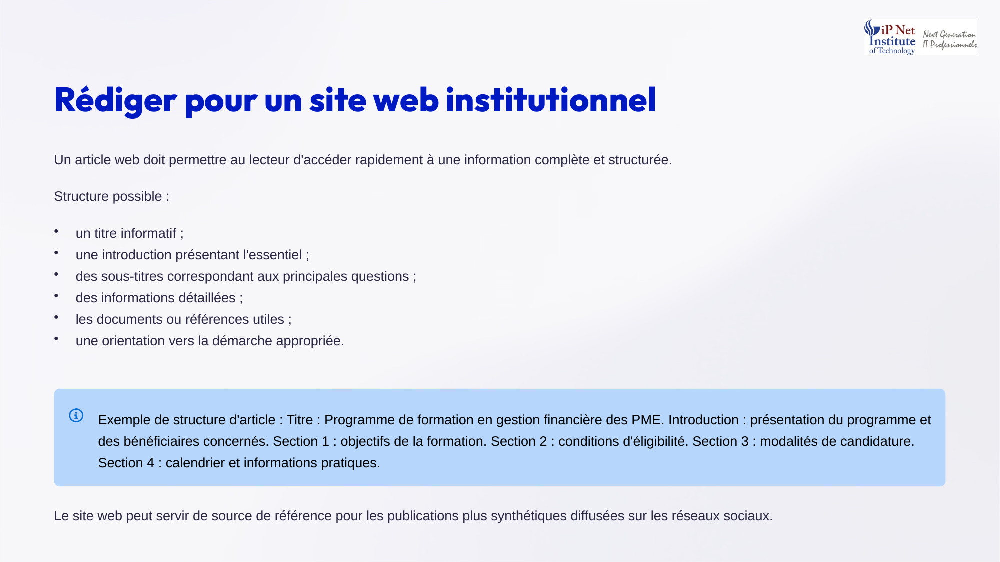 iP Net
Institute
of Technology
Next Generation
IT Professionnels
Rédiger pour un site web institutionnel
Un article web doit permettre au lecteur d'accéder rapidement à une information complète et structurée.
Structure possible :
• un titre informatif ;
• une introduction présentant l'essentiel ;
• des sous-titres correspondant aux principales questions ;
• des informations détaillées ;
• les documents ou références utiles ;
• une orientation vers la démarche appropriée.
Exemple de structure d'article : Titre : Programme de formation en gestion financière des PME. Introduction : présentation du programme et
des bénéficiaires concernés. Section 1 : objectifs de la formation. Section 2 : conditions d'éligibilité. Section 3 : modalités de candidature.
Section 4 : calendrier et informations pratiques.
Le site web peut servir de source de référence pour les publications plus synthétiques diffusées sur les réseaux sociaux.